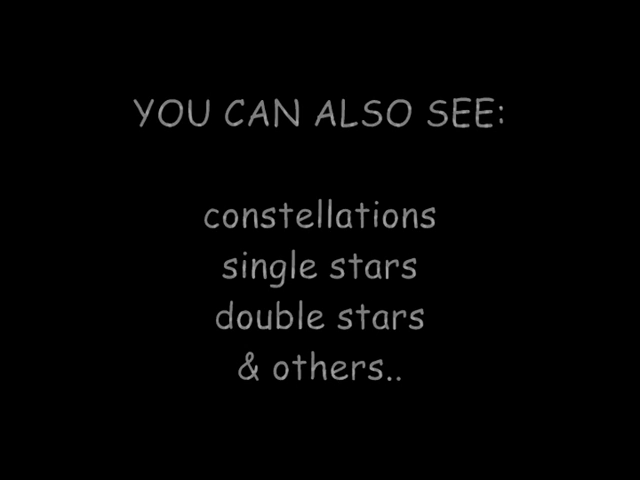 YOU CAN ALSO SEE:
constellations
single stars
double stars
& others..